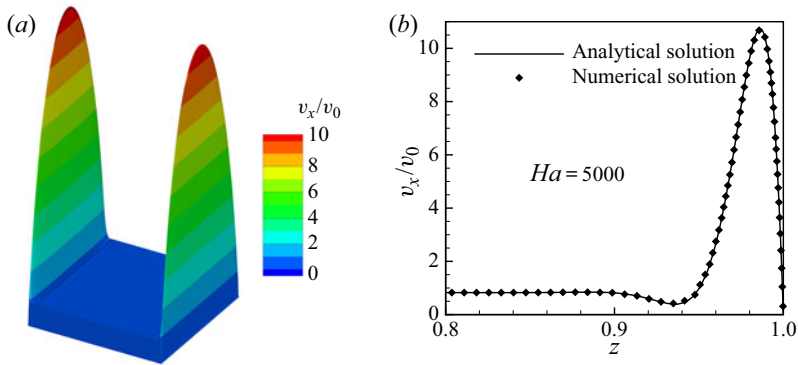 (a)
v_x/v_0
10
8
6
4
2
0
(b)
10
8
6
4
2
0
v_x/v_0
Analytical solution
Numerical solution
Ha = 5000
0.8
0.9
1.0
z